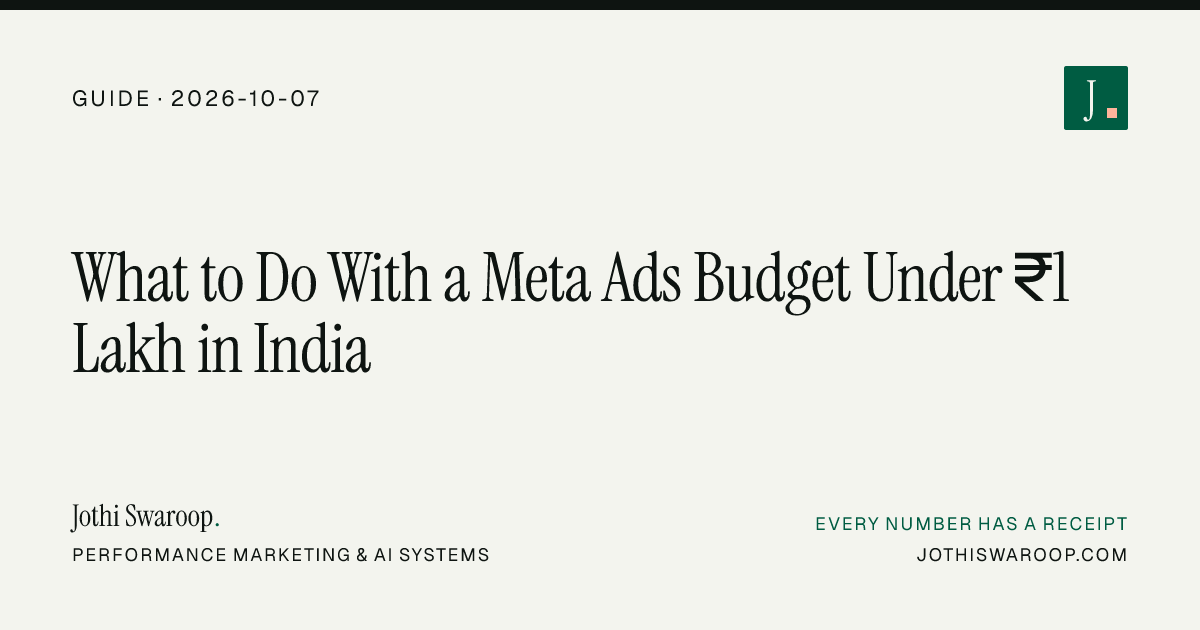 GUIDE · 2026-10-07
J.
What to Do With a Meta Ads Budget Under ₹1
Lakh in India
Jothi Swaroop.
PERFORMANCE MARKETING & AI SYSTEMS
EVERY NUMBER HAS A RECEIPT
JOTHISWAROOP.COM